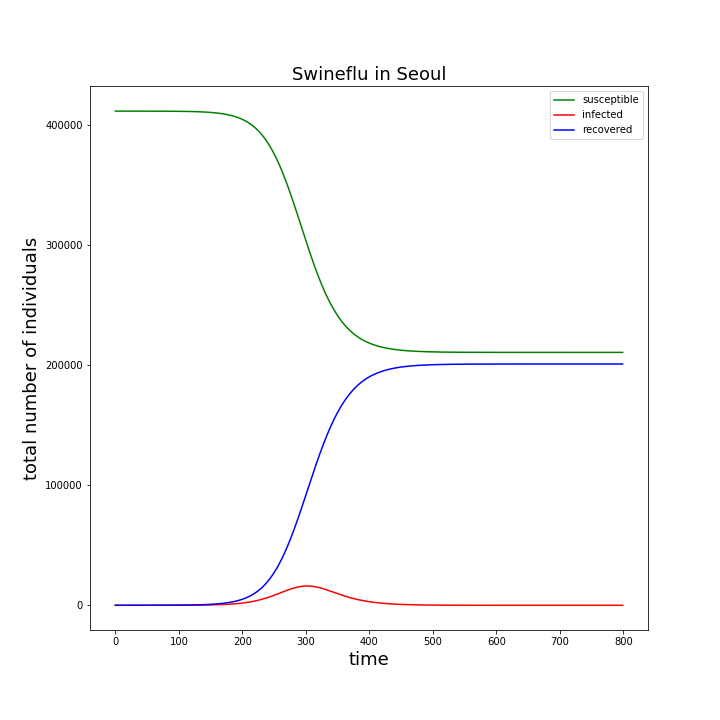 Swineflu in Seoul
susceptible
infected
recovered
total number of individuals
400000
300000
200000
100000
0
0 100 200 300 400 500 600 700 800
time